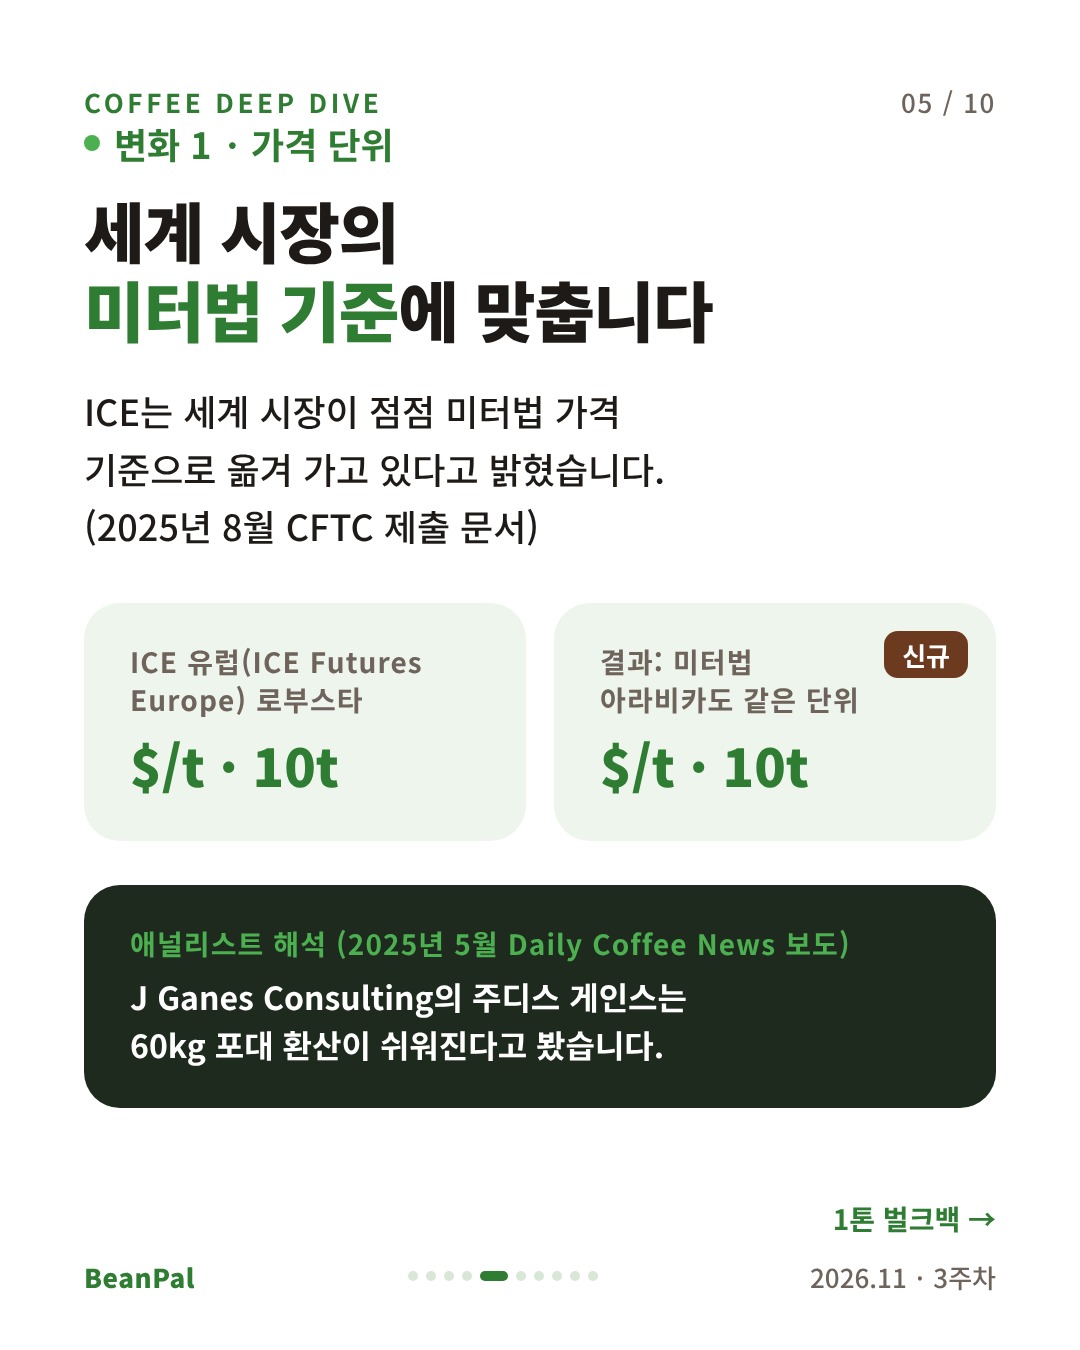 COFFEE DEEP DIVE
05 / 10
변화 1 · 가격 단위
세계 시장의
미터법 기준에 맞춥니다
ICE는 세계 시장이 점점 미터법 가격
기준으로 옮겨 가고 있다고 밝혔습니다.
(2025년 8월 CFTC 제출 문서)
ICE 유럽(ICE Futures
Europe) 로부스타
$/t · 10t
결과: 미터법
신규
아라비카도 같은 단위
$/t · 10t
애널리스트 해석 (2025년 5월 Daily Coffee News 보도)
J Ganes Consulting의 주디스 게인스는
60kg 포대 환산이 쉬워진다고 봤습니다.
1톤 벌크백 →
BeanPal
2026.11 · 3주차